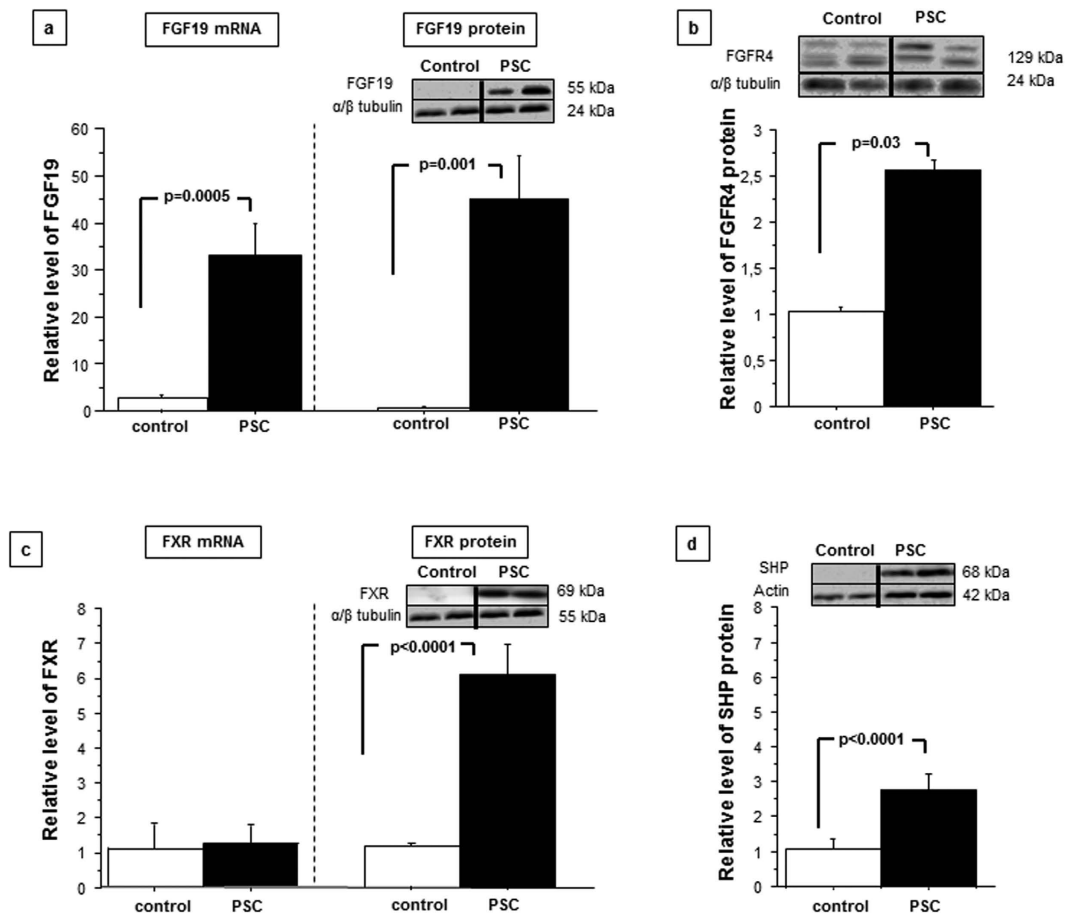 a
FGF19 mRNA
FGF19 protein
Control PSC
FGF19 55 kDa
α/β tubulin 24 kDa
Relative level of FGF19
60
50
40
30
20
10
0
p=0.0005
p=0.001
control PSC
control PSC
b
Control PSC
FGFR4 129 kDa
α/β tubulin 24 kDa
Relative level of FGFR4 protein
3
2,5
2
1,5
1
0,5
0
p=0.03
control PSC
c
FXR mRNA
FXR protein
Control PSC
FXR 69 kDa
α/β tubulin 55 kDa
Relative level of FXR
8
7
6
5
4
3
2
1
0
p<0.0001
control PSC
control PSC
d
Control PSC
SHP 68 kDa
Actin 42 kDa
Relative level of SHP protein
8
7
6
5
4
3
2
1
0
p<0.0001
control PSC